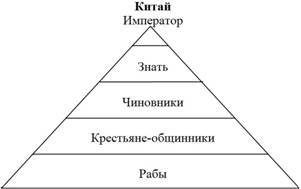 Китай
Император
Знать
Чиновники
Крестьяне-общинники
Рабы